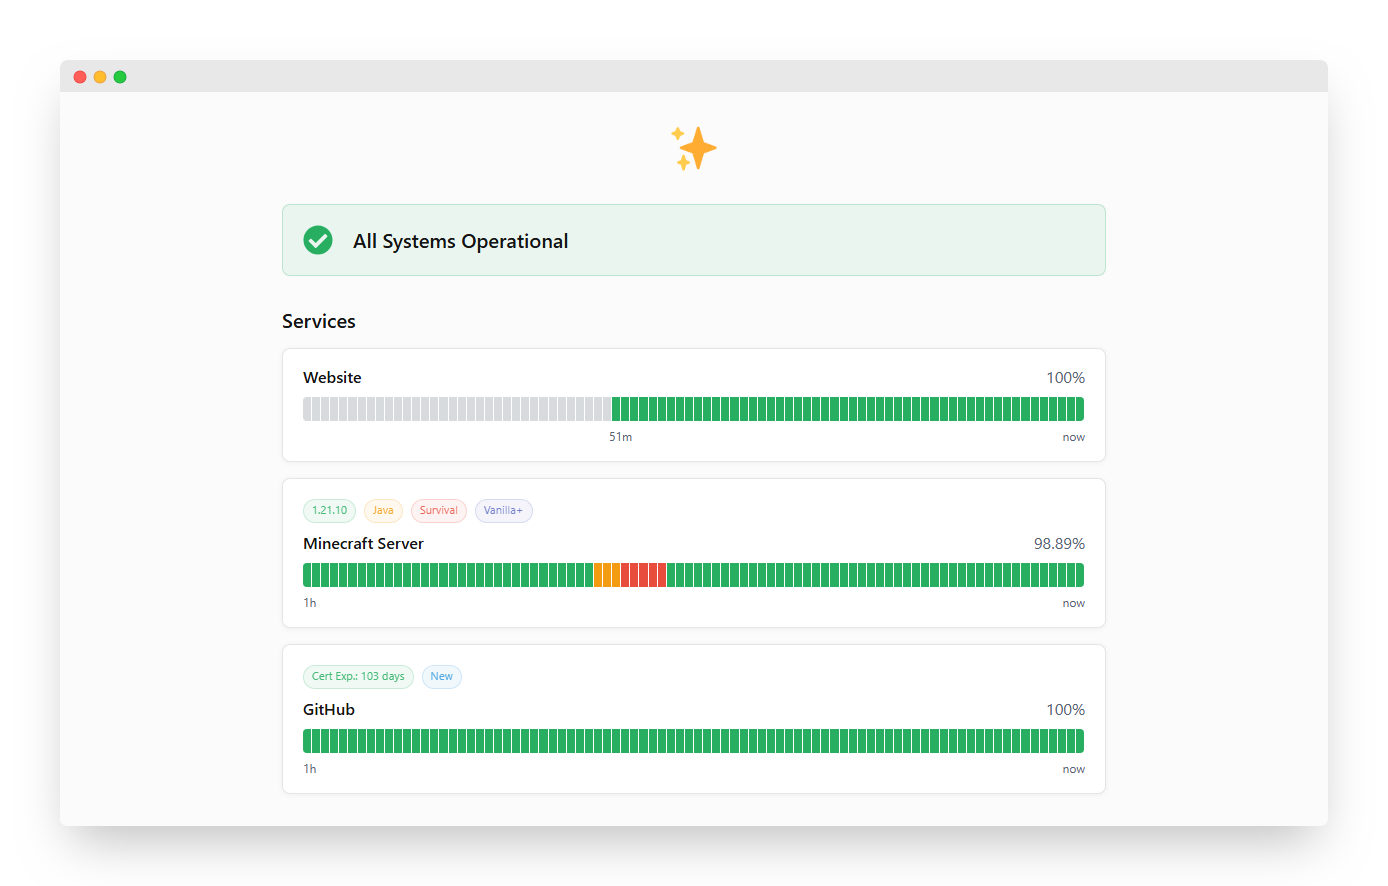 All Systems Operational
Services
Website 100%
51m now
1.21.10 Java Survival Vanilla+
Minecraft Server 98.89%
1h now
Cert Exp.: 103 days New
GitHub 100%
1h now